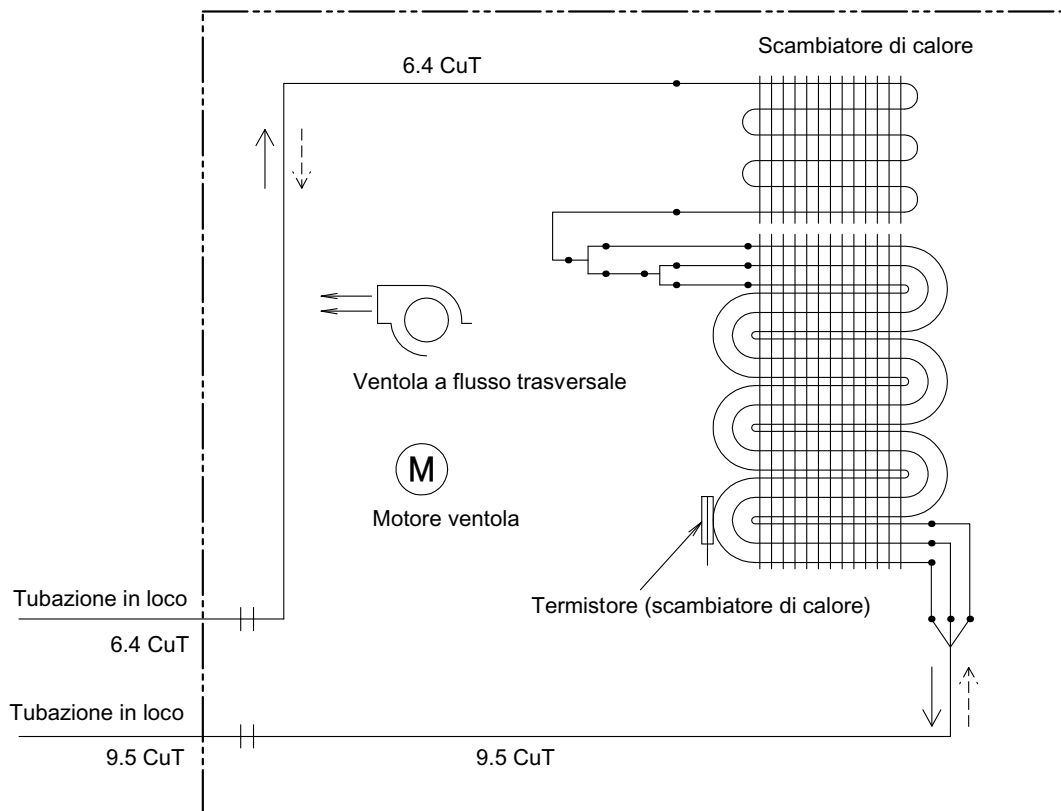 Scambiatore di calore
6.4 CuT
Ventola a flusso trasversale
M
Motore ventola
Tubazione in loco
Termistore (scambiatore di calore)
6.4 CuT
Tubazione in loco
9.5 CuT
9.5 CuT